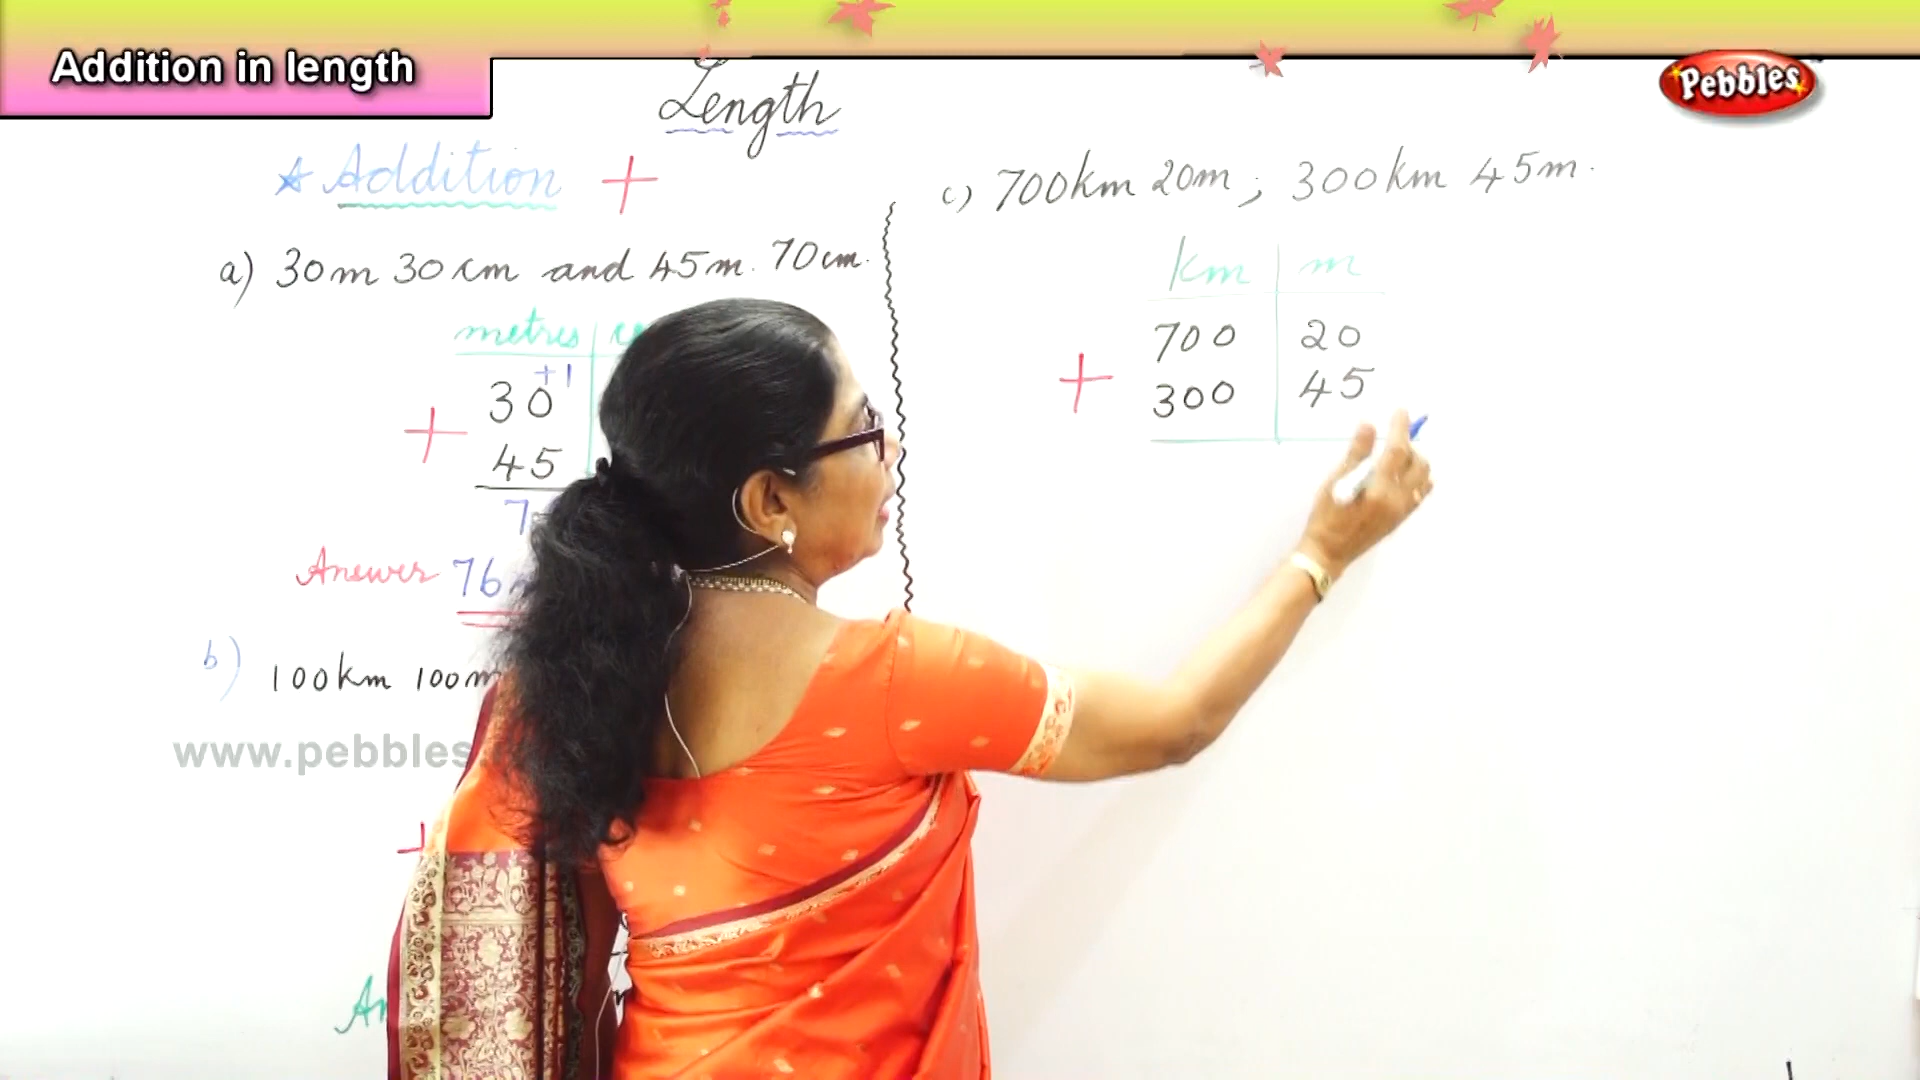 Addition in length
Pebbles
Length
☆ Addition +
a) 30m 30cm and 45m. 70cm.
metres
+1
30
+
45
7
Anewer 76
b) 100km 100m
www.pebbles.
+
c) 700km 20m ; 300km 45m.
km m
700 20
+ 300 45